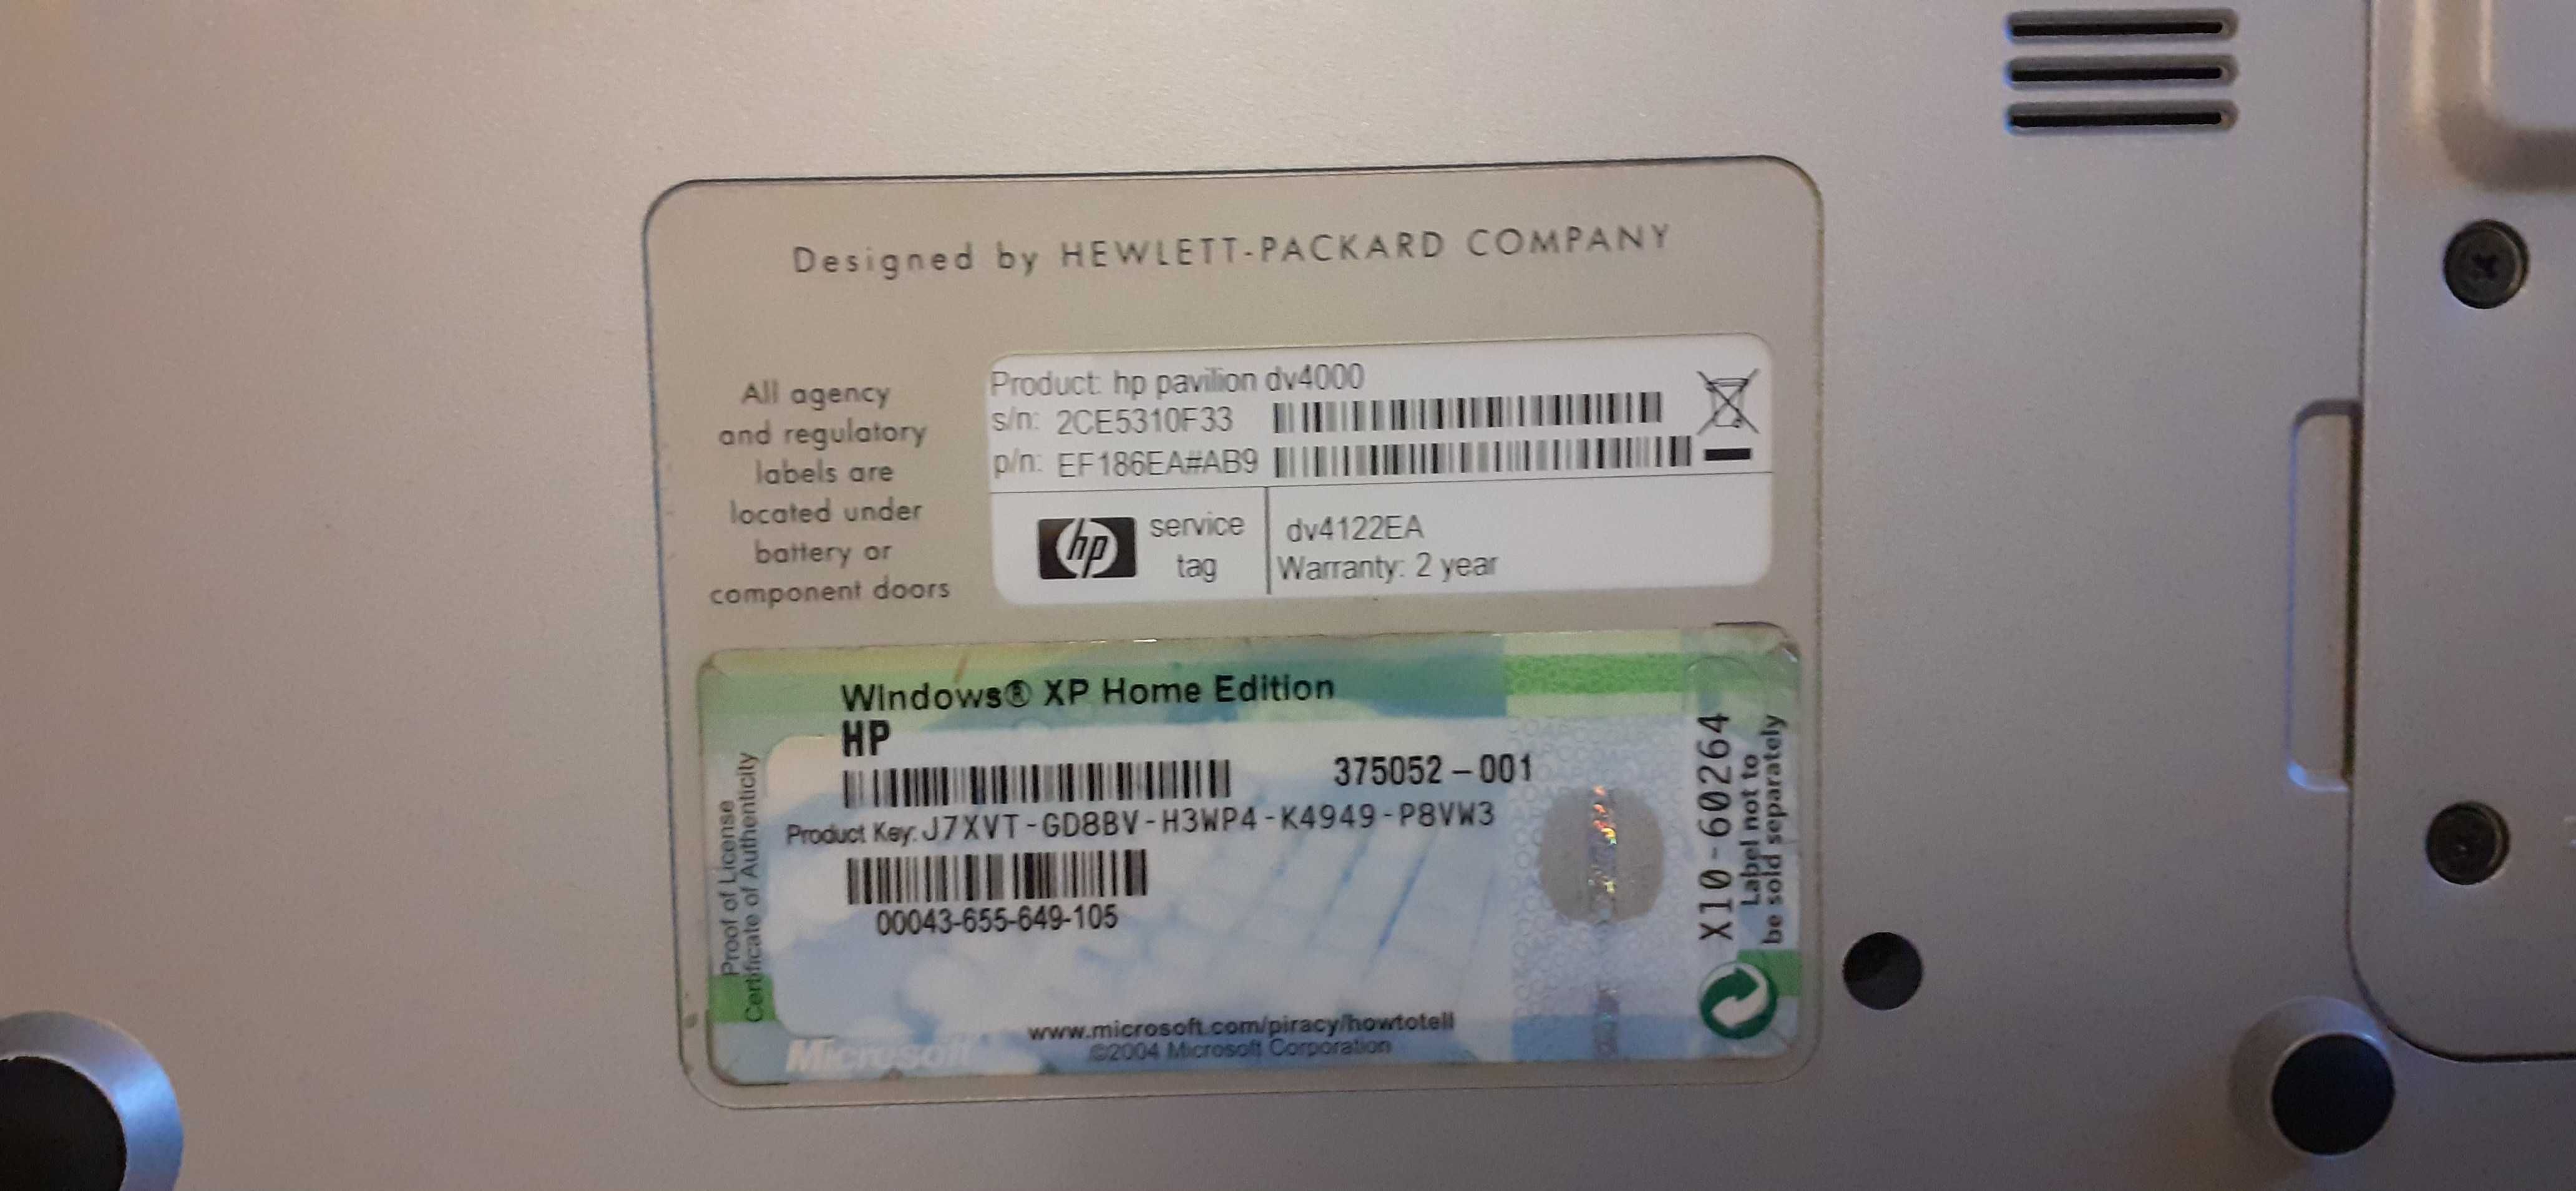 Designed by HEWLETT-PACKARD COMPANY
All agency
and regulatory
labels are
located under
battery or
component doors
Product: hp pavilion dv4000
s/n: 2CE5310F33
p/n: EF186EA#AB9
hp
service
tag
dv4122EA
Warranty: 2 year
Windows® XP Home Edition
HP
375052-001
Product Key: J7XVT-GD8BV-H3WP4-K4949-P8VW3
00043-655-649-105
Proof of License
Certificate of Authenticity
X10-60264
Label not to
be sold separately
www.microsoft.com/piracy/howtotell
©2004 Microsoft Corporation
Microsoft